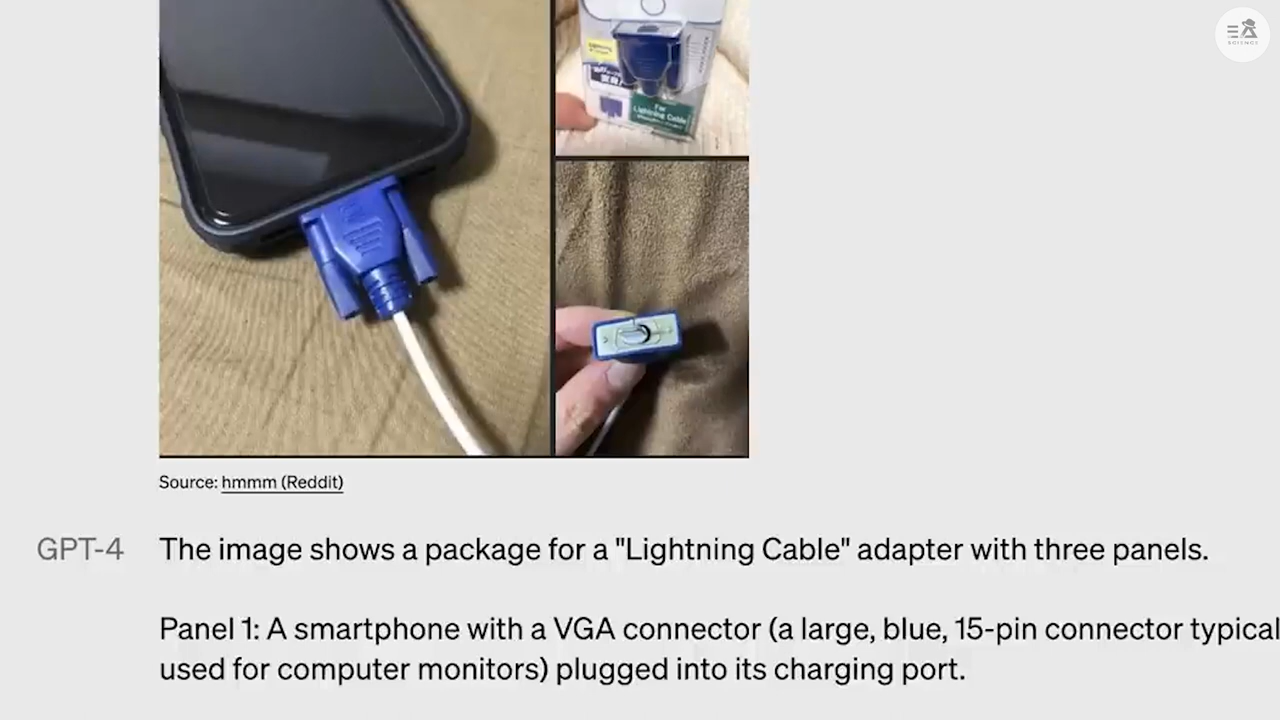 SCIENCE
For
Lightning Cable
Source: hmmm (Reddit)
GPT-4
The image shows a package for a "Lightning Cable" adapter with three panels.
Panel 1: A smartphone with a VGA connector (a large, blue, 15-pin connector typical
used for computer monitors) plugged into its charging port.